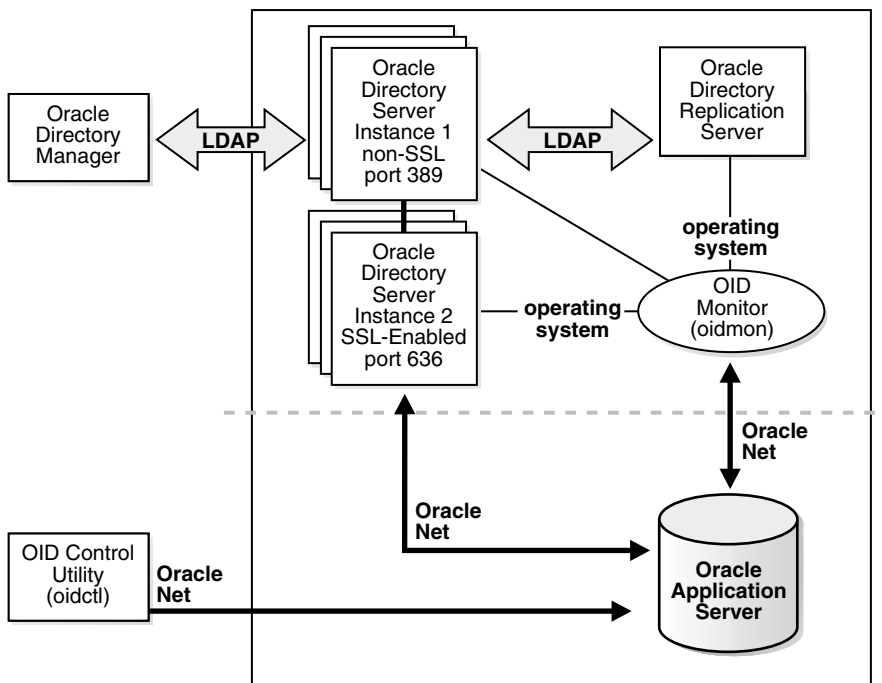 Oracle
Directory
Manager
LDAP
Oracle
Directory
Server
Instance 1
non-SSL
port 389
LDAP
Oracle
Directory
Replication
Server
operating
system
Oracle
Directory
Server
Instance 2
SSL-Enabled
port 636
operating
system
OID
Monitor
(oidmon)
Oracle
Net
Oracle
Net
OID Control
Utility
(oidctl)
Oracle
Net
Oracle
Application
Server